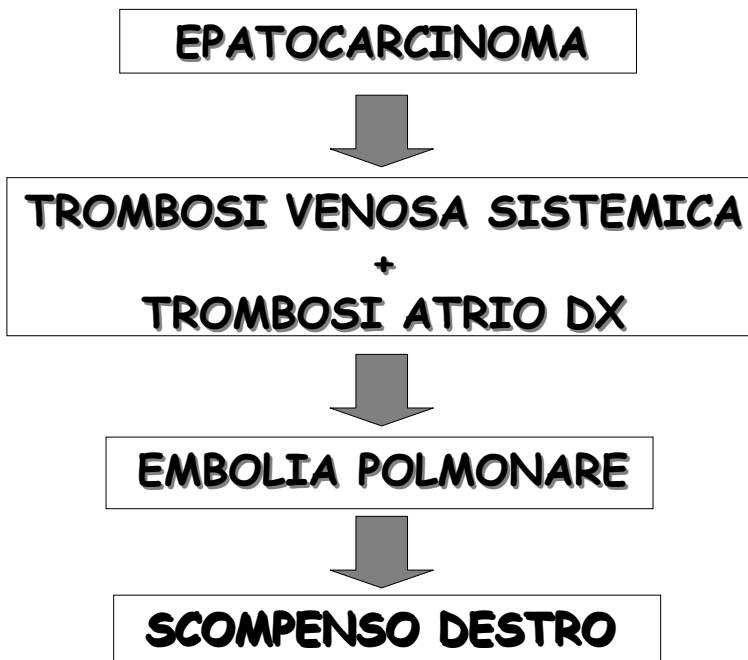 EPATOCARCINOMA
TROMBOSI VENOSA SISTEMICA
+
TROMBOSI ATRIO DX
EMBOLIA POLMONARE
SCOMPENSO DESTRO